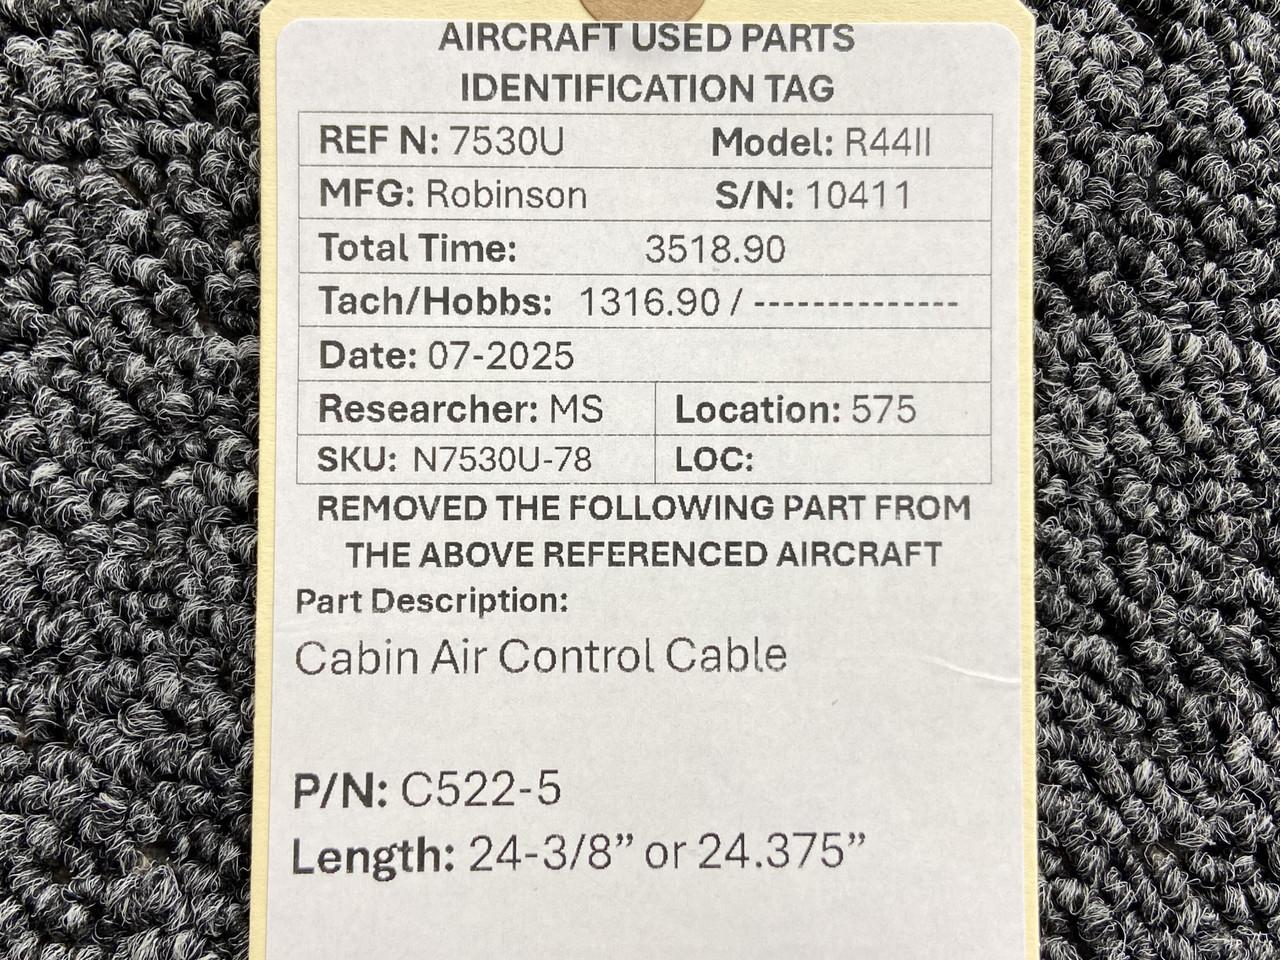 AIRCRAFT USED PARTS
IDENTIFICATION TAG
REF N: 7530U Model: R44II
MFG: Robinson S/N: 10411
Total Time: 3518.90
Tach/Hobbs: 1316.90 / --------------
Date: 07-2025
Researcher: MS Location: 575
SKU: N7530U-78 LOC:
REMOVED THE FOLLOWING PART FROM
THE ABOVE REFERENCED AIRCRAFT
Part Description:
Cabin Air Control Cable
P/N: C522-5
Length: 24-3/8” or 24.375”